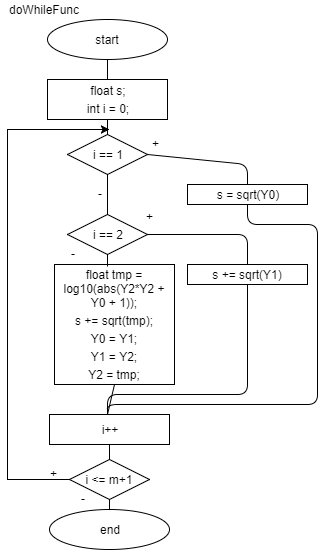 doWhileFunc
start
float s;
int i = 0;
i == 1
+
-
s = sqrt(Y0)
i == 2
+
-
float tmp =
log10(abs(Y2*Y2 +
Y0 + 1));
s += sqrt(tmp);
Y0 = Y1;
Y1 = Y2;
Y2 = tmp;
s += sqrt(Y1)
i++
i <= m+1
+
-
end